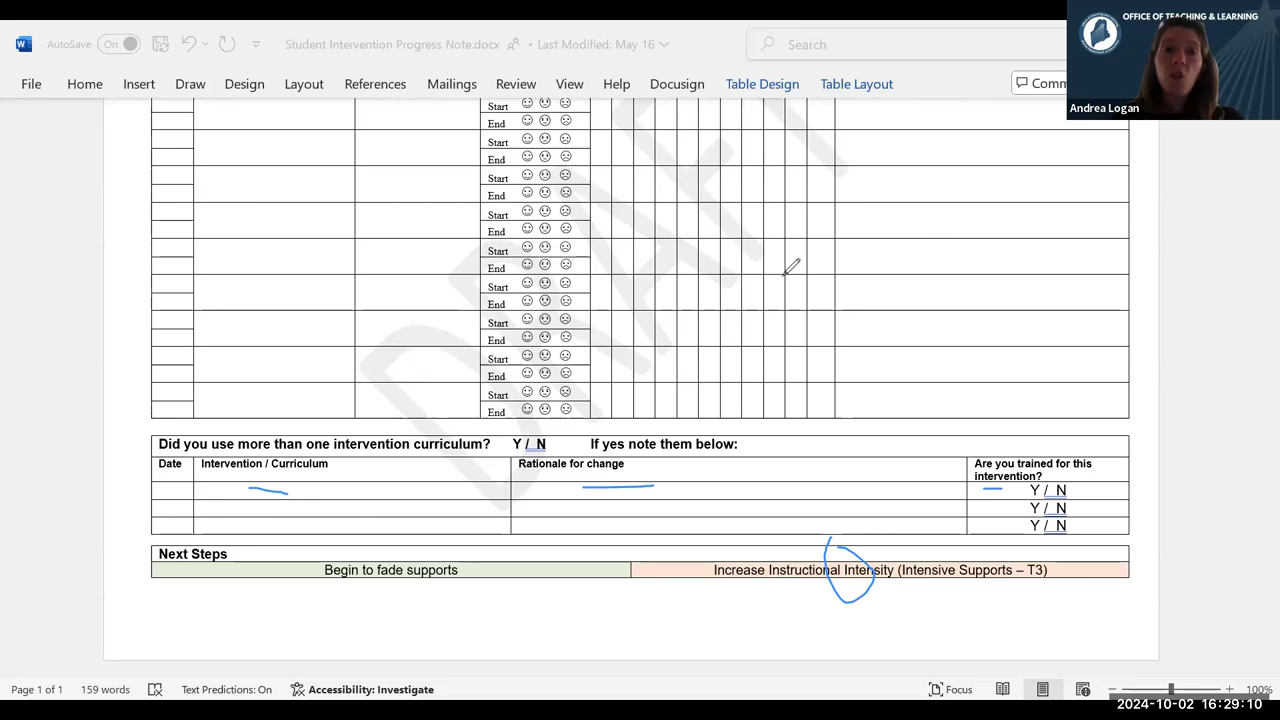 OFFICE OF TEACHING & LEARNING
AutoSave On Student Intervention Progress Note.docx • Last Modified: May 16 Search
File Home Insert Draw Design Layout References Mailings Review View Help Docusign Table Design Table Layout Comm
Andrea Logan
Start
End
Start
End
Start
End
Start
End
Start
End
Start
End
Start
End
Start
End
Start
End
DRAFT
Did you use more than one intervention curriculum? Y / N If yes note them below:
Date Intervention / Curriculum Rationale for change Are you trained for this intervention?
Y / N
Y / N
Y / N
Next Steps
Begin to fade supports Increase Instructional Intensity (Intensive Supports – T3)
Page 1 of 1 159 words Text Predictions: On Accessibility: Investigate Focus 100%
2024-10-02 16:29:10